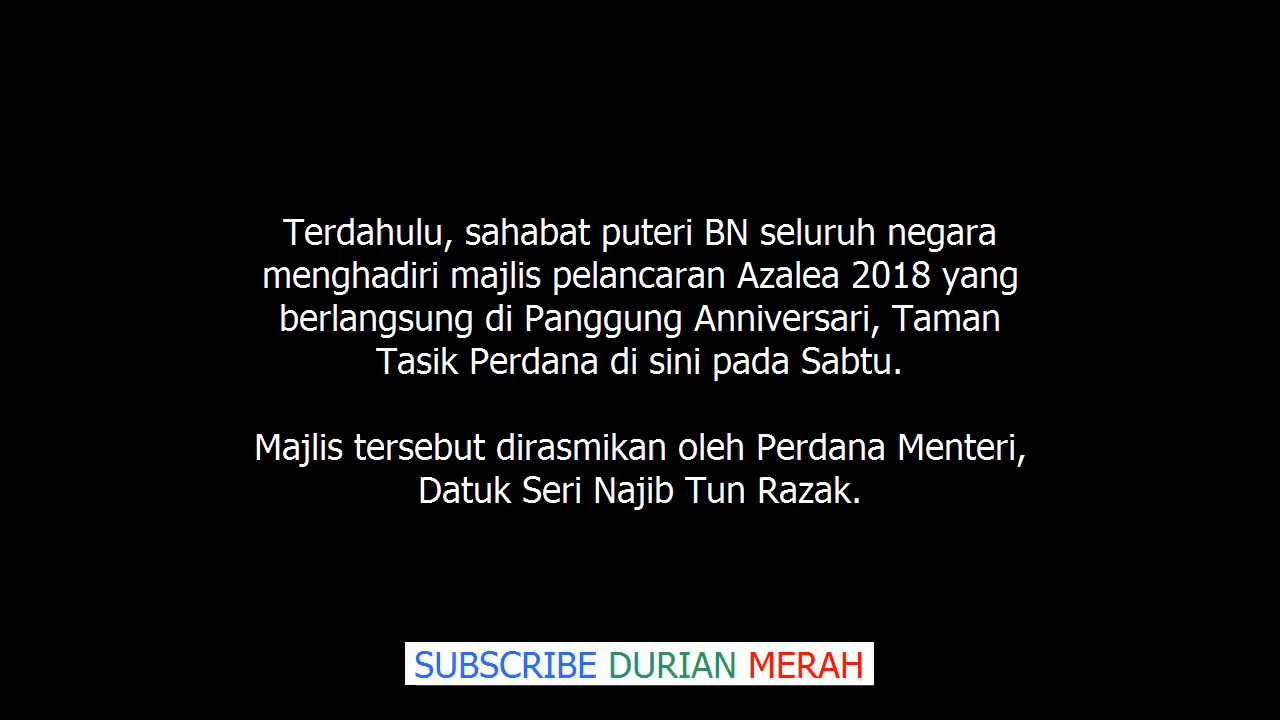 Terdahulu, sahabat puteri BN seluruh negara
menghadiri majlis pelancaran Azalea 2018 yang
berlangsung di Panggung Anniversari, Taman
Tasik Perdana di sini pada Sabtu.
Majlis tersebut dirasmikan oleh Perdana Menteri,
Datuk Seri Najib Tun Razak.
SUBSCRIBE DURIAN MERAH